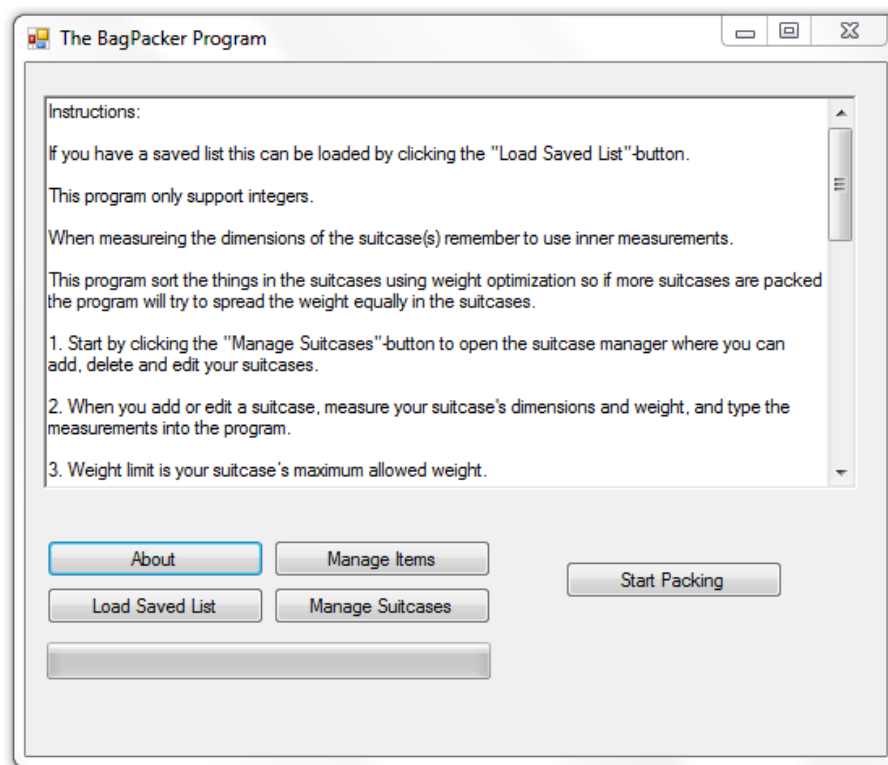 The BagPacker Program
Instructions:
If you have a saved list this can be loaded by clicking the "Load Saved List"-button.
This program only support integers.
When measureing the dimensions of the suitcase(s) remember to use inner measurements.
This program sort the things in the suitcases using weight optimization so if more suitcases are packed
the program will try to spread the weight equally in the suitcases.
1. Start by clicking the "Manage Suitcases"-button to open the suitcase manager where you can
add, delete and edit your suitcases.
2. When you add or edit a suitcase, measure your suitcase's dimensions and weight, and type the
measurements into the program.
3. Weight limit is your suitcase´s maximum allowed weight.
About
Manage Items
Start Packing
Load Saved List
Manage Suitcases